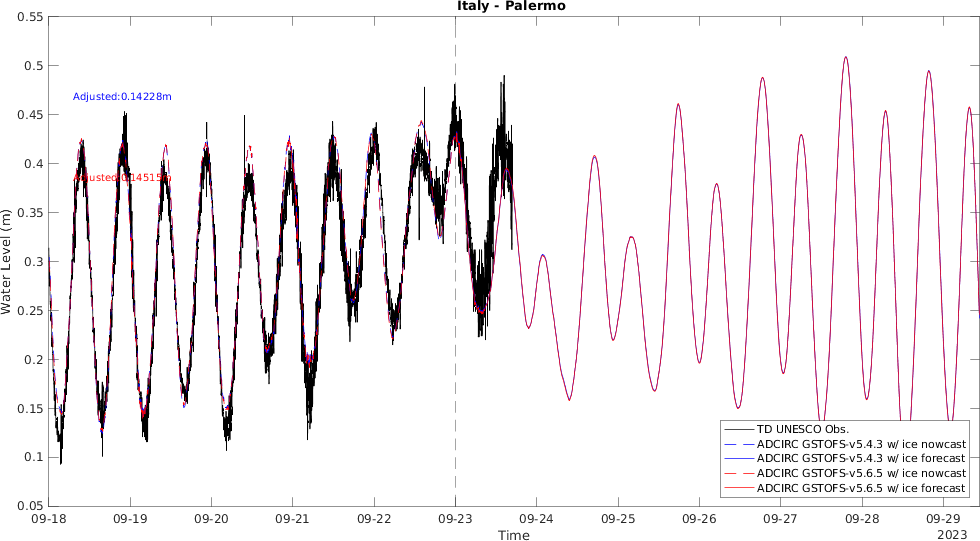 Italy - Palermo
Water Level (m)
0.55
0.5
0.45
0.4
0.35
0.3
0.25
0.2
0.15
0.1
0.05
Adjusted:0.14228m
Adjusted:0.14515m
TD UNESCO Obs.
ADCIRC GSTOFS-v5.4.3 w/ ice nowcast
ADCIRC GSTOFS-v5.4.3 w/ ice forecast
ADCIRC GSTOFS-v5.6.5 w/ ice nowcast
ADCIRC GSTOFS-v5.6.5 w/ ice forecast
09-18 09-19 09-20 09-21 09-22 09-23 09-24 09-25 09-26 09-27 09-28 09-29
Time
2023